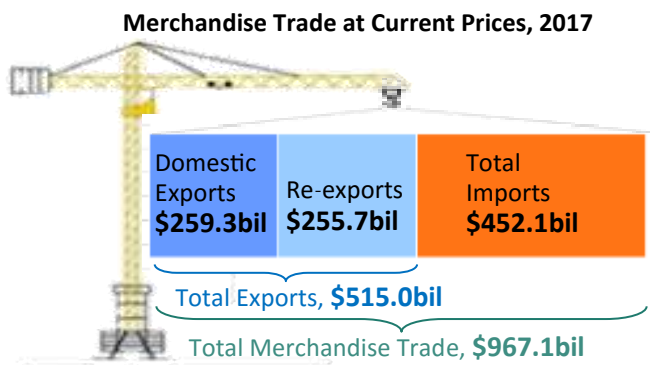 Merchandise Trade at Current Prices, 2017
Domestic
Exports
$259.3bil
Re-exports
$255.7bil
Total
Imports
$452.1bil
Total Exports, $515.0bil
Total Merchandise Trade, $967.1bil